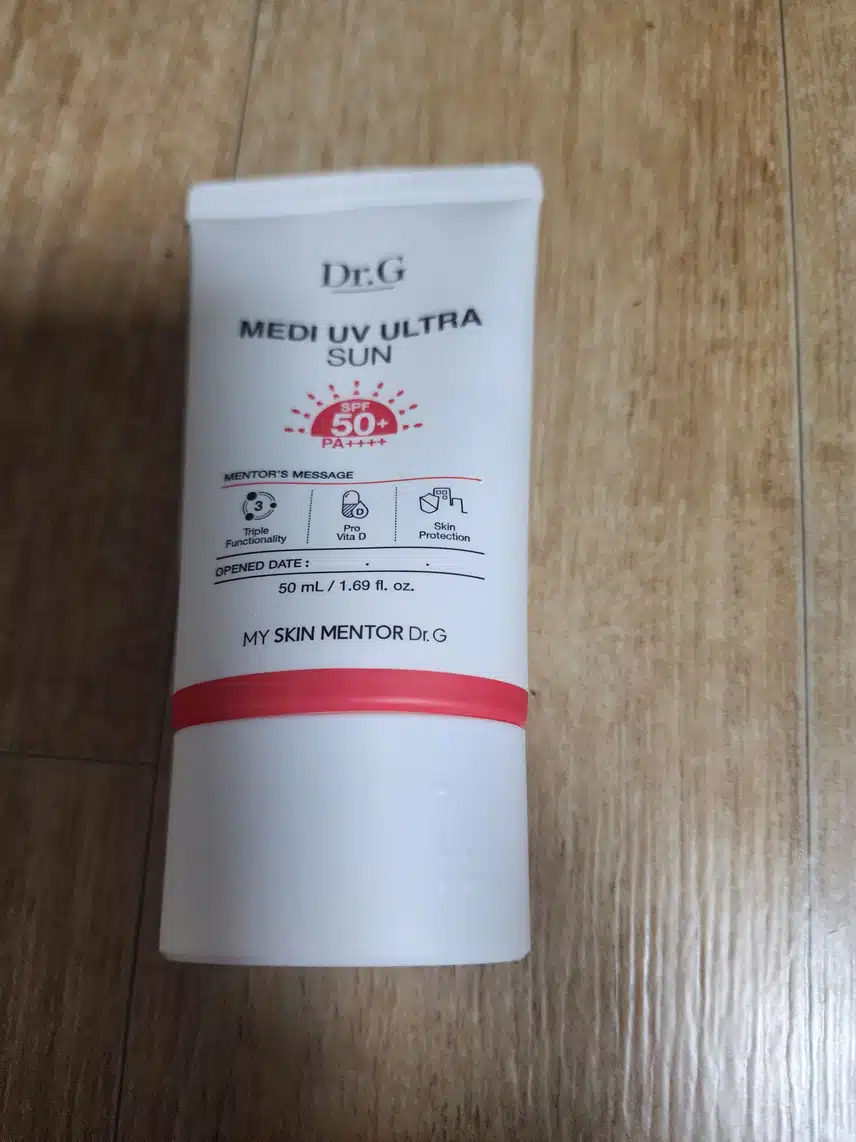 Dr.G
MEDI UV ULTRA
SUN
SPF
50+
PA++++
MENTOR'S MESSAGE
3
Triple
Functionality
D
Pro
Vita D
Skin
Protection
OPENED DATE : . .
50 mL / 1.69 fl. oz.
MY SKIN MENTOR Dr.G